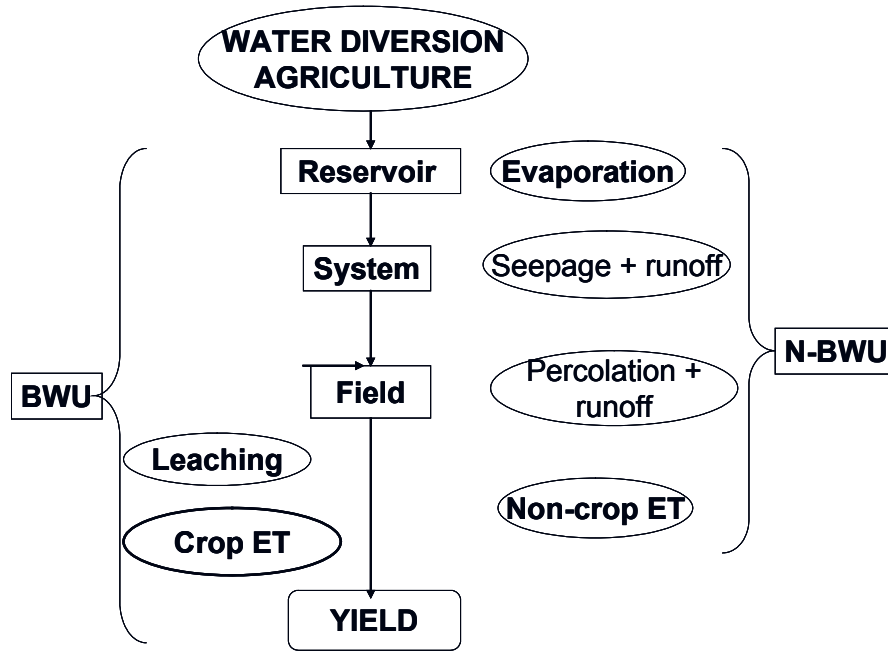 WATER DIVERSION
AGRICULTURE
Reservoir
Evaporation
System
Seepage + runoff
N-BWU
Percolation +
runoff
Field
BWU
Leaching
Non-crop ET
Crop ET
YIELD